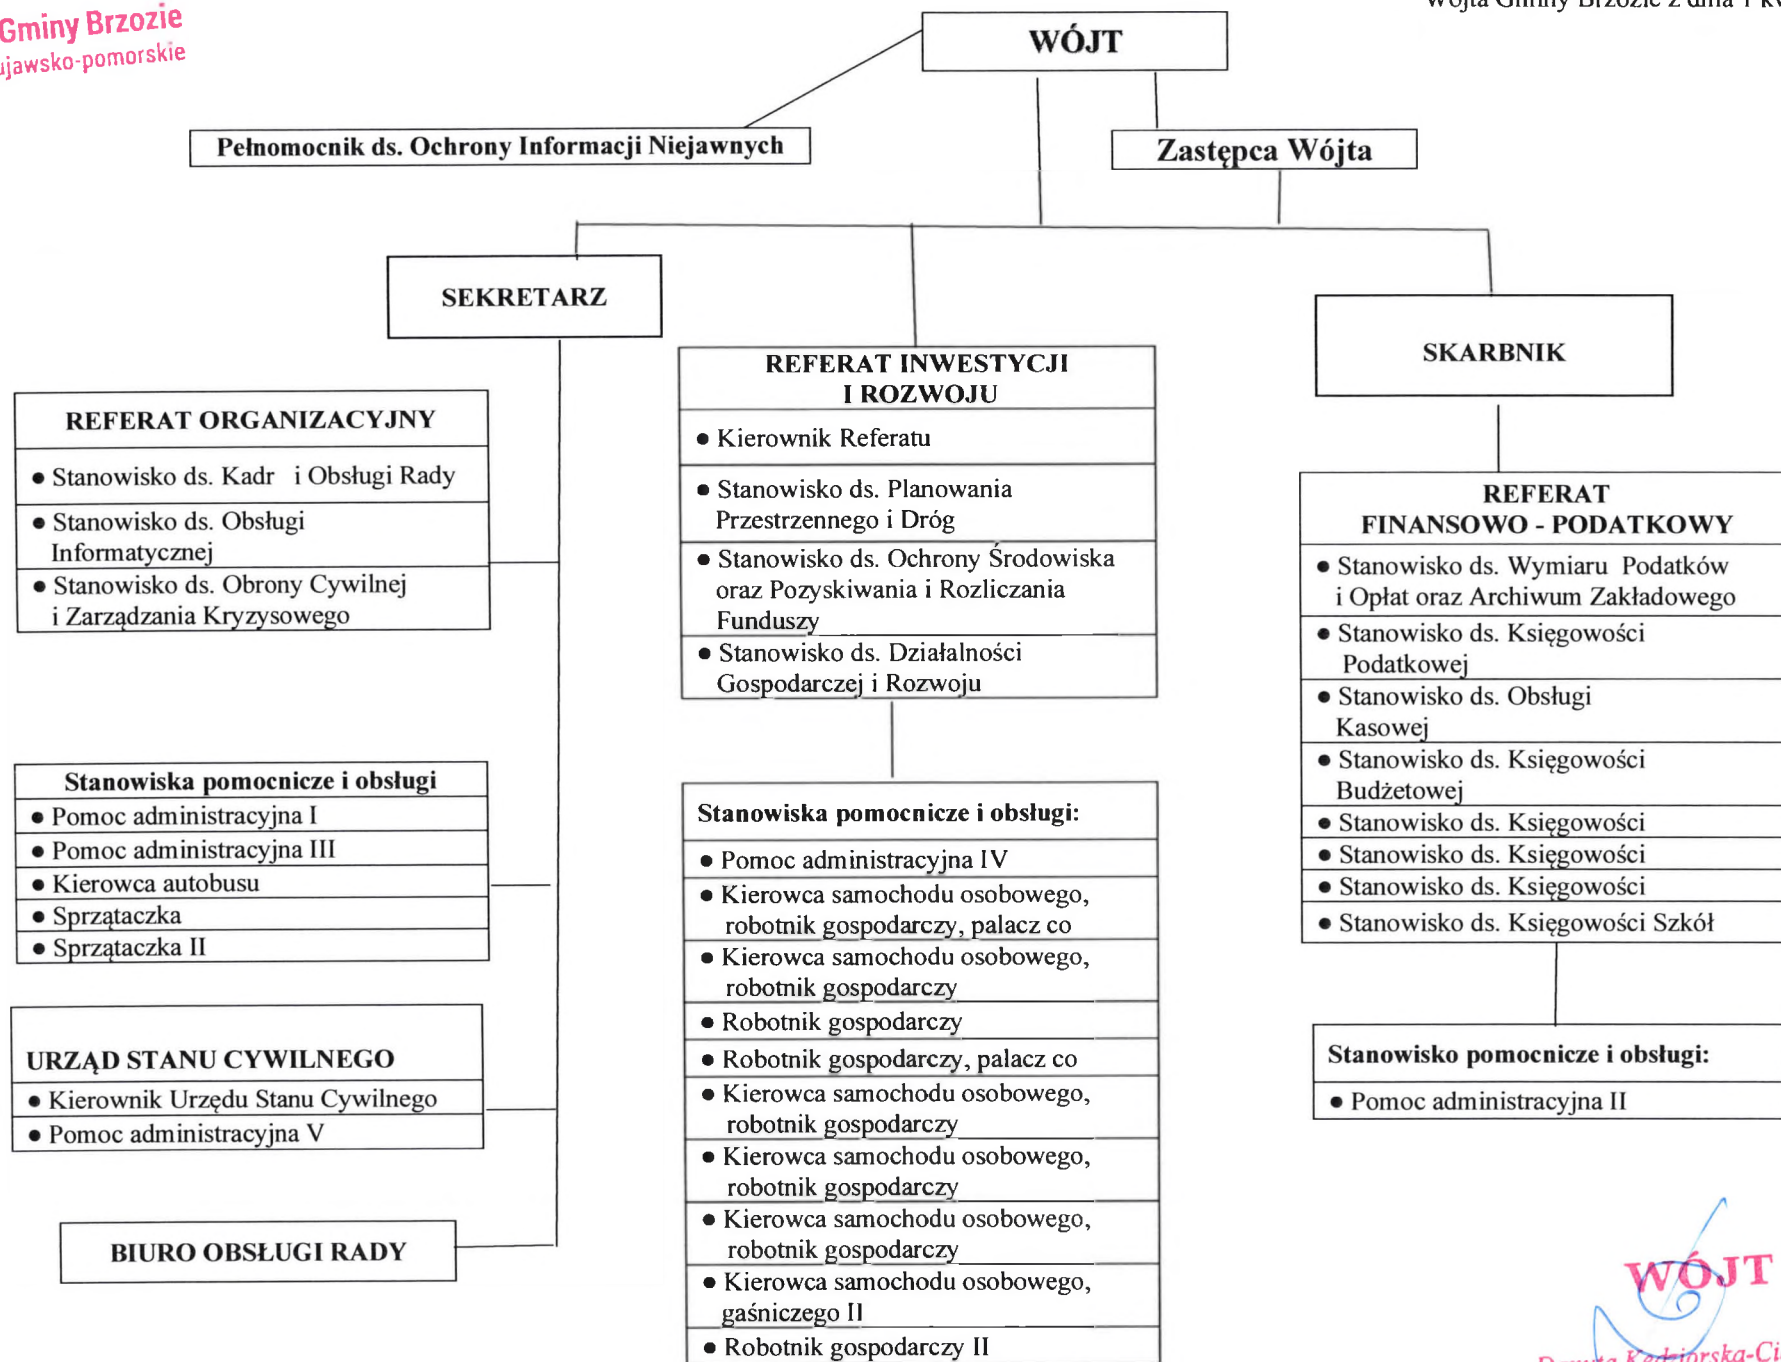 Gminy Brzozie
ujawsko-pomorskie
Wójta Gminy Brzozie z dnia 1
WÓJT
Pełnomocnik ds. Ochrony Informacji Niejawnych
Zastępca Wójta
SEKRETARZ
REFERAT ORGANIZACYJNY
• Stanowisko ds. Kadr i Obsługi Rady
• Stanowisko ds. Obsługi
Informatycznej
• Stanowisko ds. Obrony Cywilnej
i Zarządzania Kryzysowego
Stanowiska pomocnicze i obsługi
• Pomoc administracyjna I
• Pomoc administracyjna III
• Kierowca autobusu
• Sprzątaczka
• Sprzątaczka II
URZĄD STANU CYWILNEGO
• Kierownik Urzędu Stanu Cywilnego
• Pomoc administracyjna V
BIURO OBSŁUGI RADY
REFERAT INWESTYCJI
I ROZWOJU
• Kierownik Referatu
• Stanowisko ds. Planowania
Przestrzennego i Dróg
• Stanowisko ds. Ochrony Środowiska
oraz Pozyskiwania i Rozliczania
Funduszy
• Stanowisko ds. Działalności
Gospodarczej i Rozwoju
Stanowiska pomocnicze i obsługi:
• Pomoc administracyjna IV
• Kierowca samochodu osobowego,
robotnik gospodarczy, palacz co
• Kierowca samochodu osobowego,
robotnik gospodarczy
• Robotnik gospodarczy
• Robotnik gospodarczy, palacz co
• Kierowca samochodu osobowego,
robotnik gospodarczy
• Kierowca samochodu osobowego,
robotnik gospodarczy
• Kierowca samochodu osobowego,
robotnik gospodarczy
• Kierowca samochodu osobowego,
gaśniczego II
• Robotnik gospodarczy II
SKARBNIK
REFERAT
FINANSOWO - PODATKOWY
• Stanowisko ds. Wymiaru Podatków
i Opłat oraz Archiwum Zakładowego
• Stanowisko ds. Księgowości
Podatkowej
• Stanowisko ds. Obsługi
Kasowej
• Stanowisko ds. Księgowości
Budżetowej
• Stanowisko ds. Księgowości
• Stanowisko ds. Księgowości
• Stanowisko ds. Księgowości
• Stanowisko ds. Księgowości Szkół
Stanowisko pomocnicze i obsługi:
• Pomoc administracyjna II
WÓJT